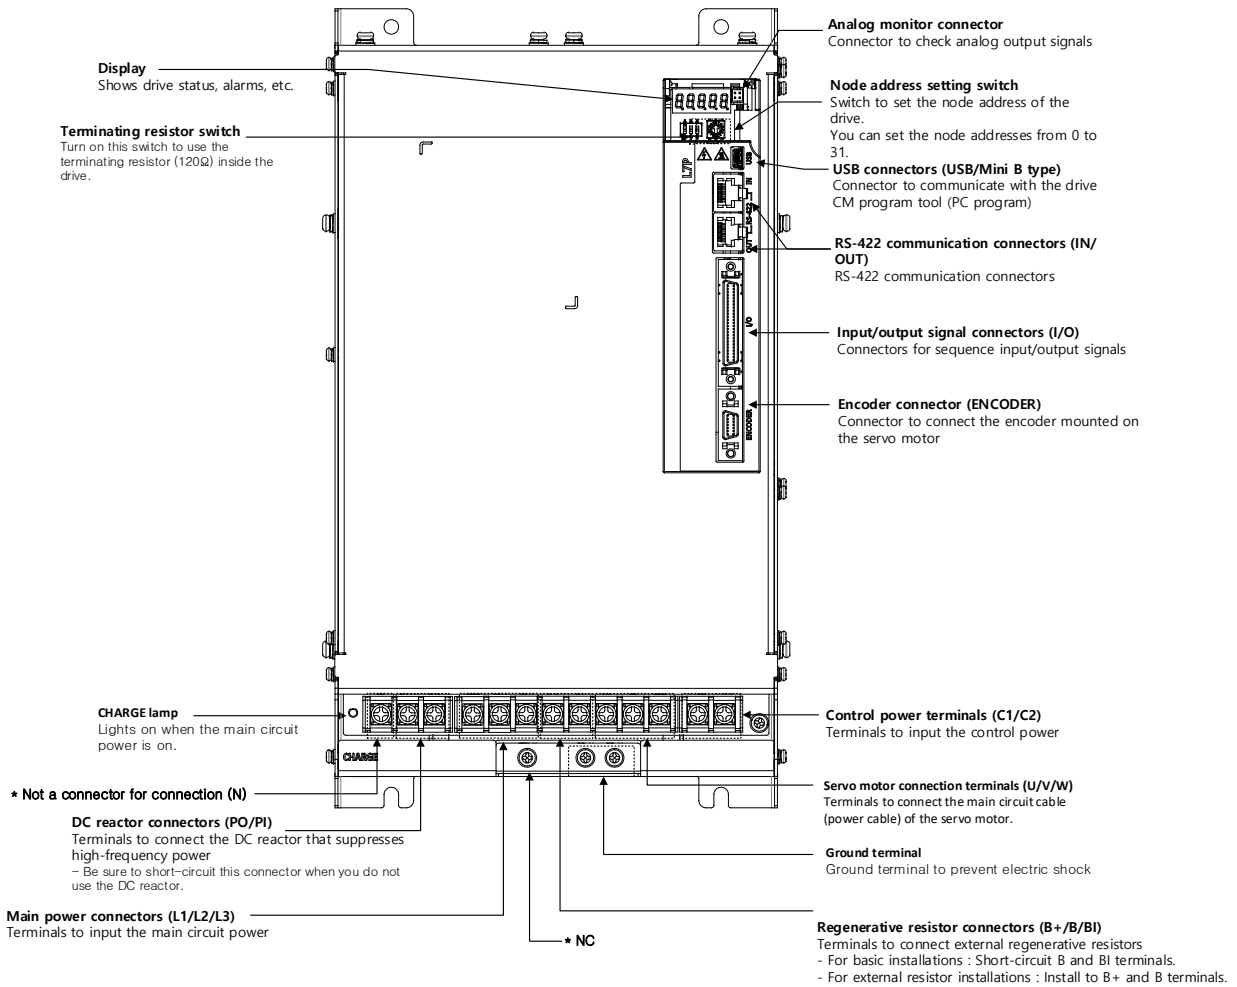 Analog monitor connector
Connector to check analog output signals
Display
Shows drive status, alarms, etc.
Node address setting switch
Switch to set the node address of the
drive.
You can set the node addresses from 0 to
31.
Terminating resistor switch
Turn on this switch to use the
terminating resistor (120Ω) inside the
drive.
USB connectors (USB/Mini B type)
Connector to communicate with the drive
CM program tool (PC program)
L7P
USB
IN
RS-422
OUT
RS-422 communication connectors (IN/
OUT)
RS-422 communication connectors
I/O
Input/output signal connectors (I/O)
Connectors for sequence input/output signals
ENCODER
Encoder connector (ENCODER)
Connector to connect the encoder mounted on
the servo motor
CHARGE lamp
Lights on when the main circuit
power is on.
CHARGE
Control power terminals (C1/C2)
Terminals to input the control power
* Not a connector for connection (N)
Servo motor connection terminals (U/V/W)
Terminals to connect the main circuit cable
(power cable) of the servo motor.
DC reactor connectors (PO/PI)
Terminals to connect the DC reactor that suppresses
high-frequency power
- Be sure to short-circuit this connector when you do not
use the DC reactor.
Ground terminal
Ground terminal to prevent electric shock
Main power connectors (L1/L2/L3)
Terminals to input the main circuit power
* NC
Regenerative resistor connectors (B+/B/BI)
Terminals to connect external regenerative resistors
- For basic installations : Short-circuit B and BI terminals.
- For external resistor installations : Install to B+ and B terminals.